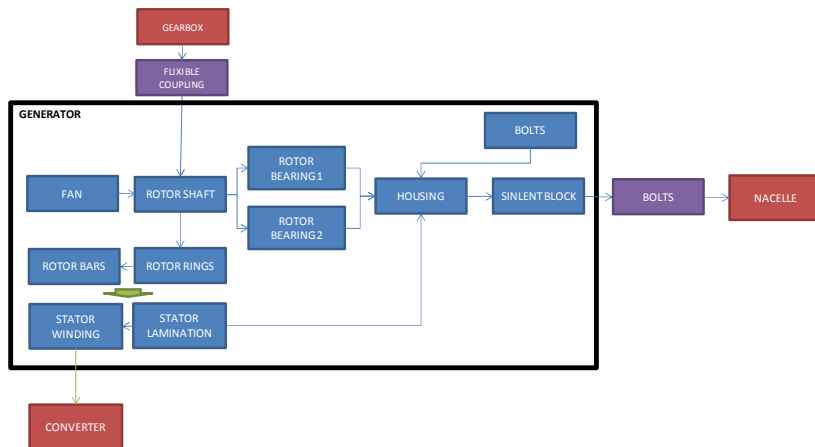 GEARBOX
FLIXIBLE
COUPLING
GENERATOR
BOLTS
FAN
ROTOR SHAFT
ROTOR
BEARING 1
ROTOR
BEARING 2
HOUSING
SINLENT BLOCK
BOLTS
NACELLE
ROTOR BARS
ROTOR RINGS
STATOR
WINDING
STATOR
LAMINATION
CONVERTER